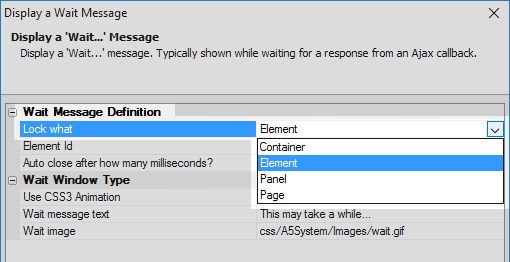 Display a Wait Message
Display a 'Wait...' Message
Display a 'Wait...' message. Typically shown while waiting for a response from an Ajax callback.
Wait Message Definition
Lock what Element
Element Id Container
Auto close after how many milliseconds? Element
Wait Window Type Panel
Use CSS3 Animation Page
Wait message text This may take a while...
Wait image css/A5System/Images/wait.gif